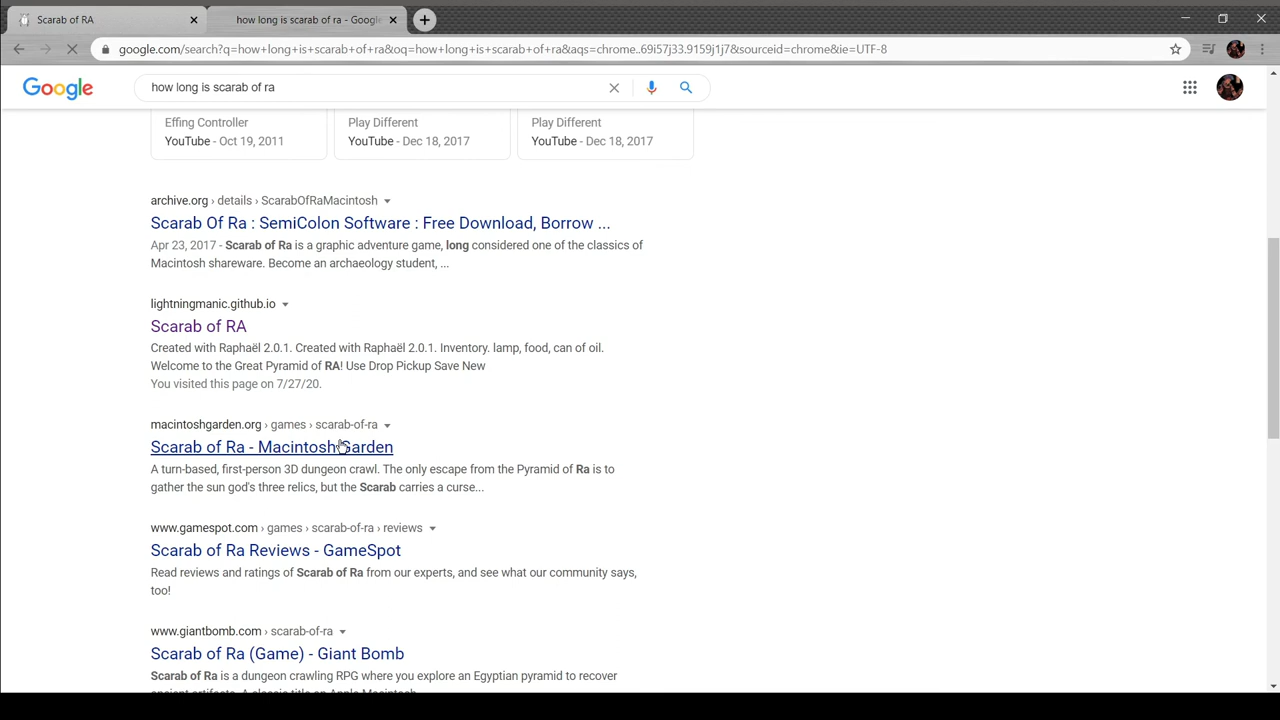 Scarab of RA
how long is scarab of ra - Google
google.com/search?q=how+long+is+scarab+of+ra&oq=how+long+is+scarab+of+ra&aqs=chrome..69i57j33.9159j1j7&sourceid=chrome&ie=UTF-8
Google
how long is scarab of ra
Effing Controller
YouTube - Oct 19, 2011
Play Different
YouTube - Dec 18, 2017
Play Different
YouTube - Dec 18, 2017
archive.org › details › ScarabOfRaMacintosh
Scarab Of Ra : SemiColon Software : Free Download, Borrow ...
Apr 23, 2017 - Scarab of Ra is a graphic adventure game, long considered one of the classics of
Macintosh shareware. Become an archaeology student, ...
lightningmanic.github.io
Scarab of RA
Created with Raphaël 2.0.1. Created with Raphaël 2.0.1. Inventory. lamp, food, can of oil.
Welcome to the Great Pyramid of RA! Use Drop Pickup Save New
You visited this page on 7/27/20.
macintoshgarden.org › games › scarab-of-ra
Scarab of Ra - Macintosh Garden
A turn-based, first-person 3D dungeon crawl. The only escape from the Pyramid of Ra is to
gather the sun god's three relics, but the Scarab carries a curse...
www.gamespot.com › games › scarab-of-ra › reviews
Scarab of Ra Reviews - GameSpot
Read reviews and ratings of Scarab of Ra from our experts, and see what our community says,
too!
www.giantbomb.com › scarab-of-ra
Scarab of Ra (Game) - Giant Bomb
Scarab of Ra is a dungeon crawling RPG where you explore an Egyptian pyramid to recover
ancient artifacts. A classic title on Apple Macintosh.